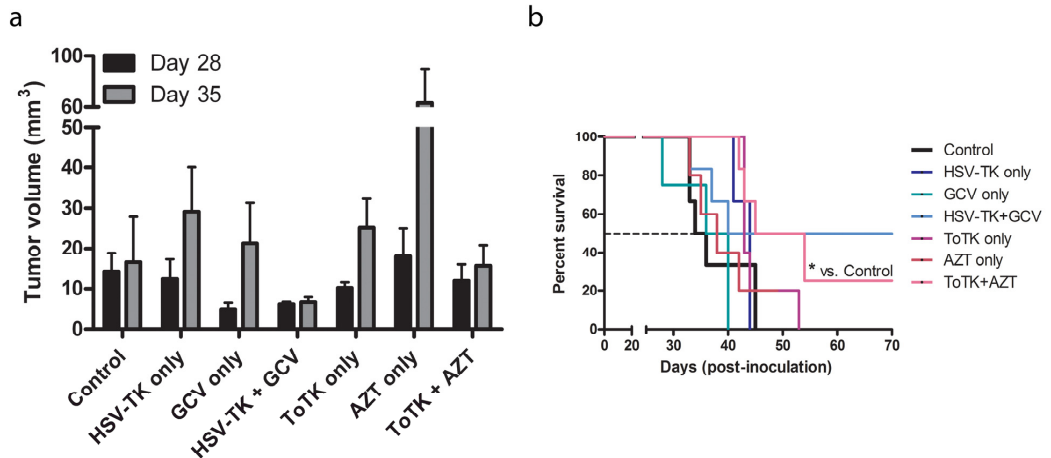 a
b
Day 28
Day 35
Tumor volume (mm3)
100
60
50
40
30
20
10
0
Control
HSV-TK only
GCV only
HSV-TK + GCV
ToTK only
AZT only
ToTK + AZT
Percent survival
100
80
60
40
20
0
0 20 30 40 50 60 70
Days (post-inoculation)
* vs. Control
Control
HSV-TK only
GCV only
HSV-TK+GCV
ToTK only
AZT only
ToTK+AZT